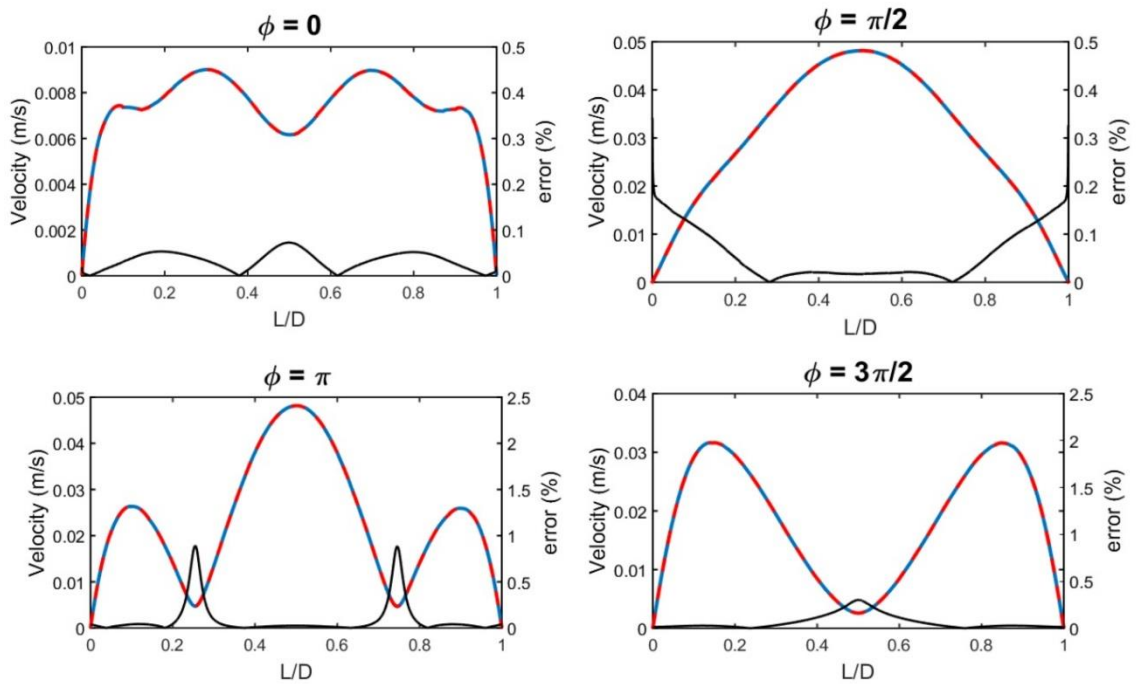 ϕ = 0
0.01
0.008
0.006
0.004
0.002
0
Velocity (m/s)
0.5
0.4
0.3
0.2
0.1
0
error (%)
0 0.2 0.4 0.6 0.8 1
L/D
ϕ = π/2
0.05
0.04
0.03
0.02
0.01
0
Velocity (m/s)
0.5
0.4
0.3
0.2
0.1
0
error (%)
0 0.2 0.4 0.6 0.8 1
L/D
ϕ = π
0.05
0.04
0.03
0.02
0.01
0
Velocity (m/s)
2.5
2
1.5
1
0.5
0
error (%)
0 0.2 0.4 0.6 0.8 1
L/D
ϕ = 3π/2
0.04
0.03
0.02
0.01
0
Velocity (m/s)
2.5
2
1.5
1
0.5
0
error (%)
0 0.2 0.4 0.6 0.8 1
L/D